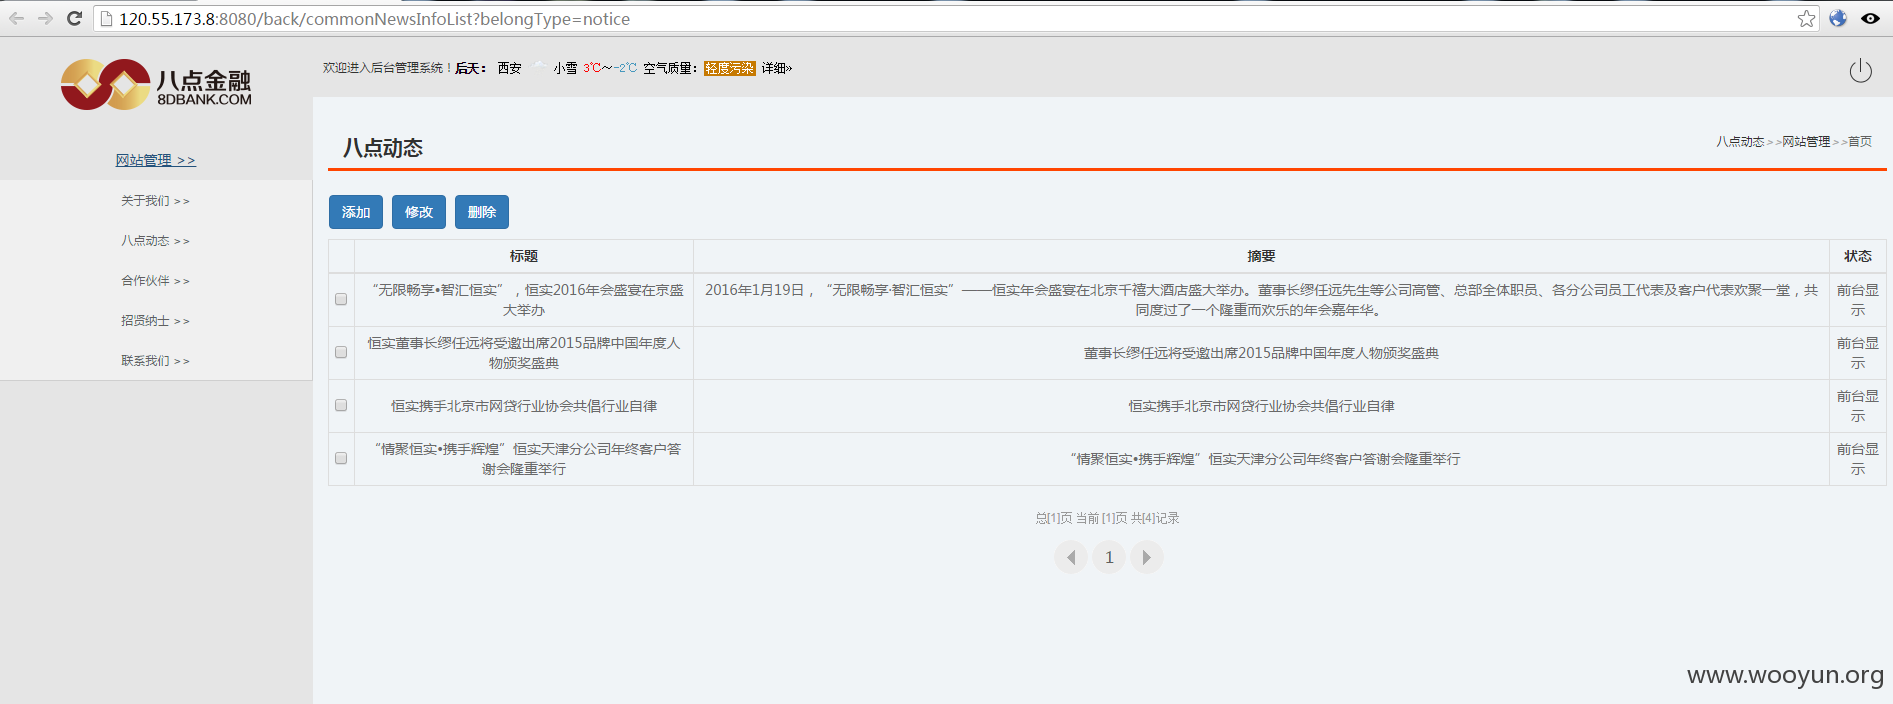 120.55.173.8:8080/back/commonNewsInfoList?belongType=notice
八点金融
8DBANK.COM
欢迎进入后台管理系统！后天： 西安 小雪 3℃～-2℃ 空气质量： 轻度污染 详细»
网站管理 >>
关于我们 >>
八点动态 >>
合作伙伴 >>
招贤纳士 >>
联系我们 >>
八点动态
八点动态>>网站管理>>首页
添加 修改 删除
标题 摘要 状态
“无限畅享•智汇恒实”，恒实2016年会盛宴在京盛
大举办
2016年1月19日，“无限畅享·智汇恒实”——恒实年会盛宴在北京千禧大酒店盛大举办。董事长缪任远先生等公司高管、总部全体职员、各分公司员工代表及客户代表欢聚一堂，共
同度过了一个隆重而欢乐的年会嘉年华。
前台显
示
恒实董事长缪任远将受邀出席2015品牌中国年度人
物颁奖盛典
董事长缪任远将受邀出席2015品牌中国年度人物颁奖盛典
前台显
示
恒实携手北京市网贷行业协会共倡行业自律
恒实携手北京市网贷行业协会共倡行业自律
前台显
示
“情聚恒实•携手辉煌”恒实天津分公司年终客户答
谢会隆重举行
“情聚恒实•携手辉煌”恒实天津分公司年终客户答谢会隆重举行
前台显
示
总[1]页 当前 [1]页 共[4]记录
1
www.wooyun.org